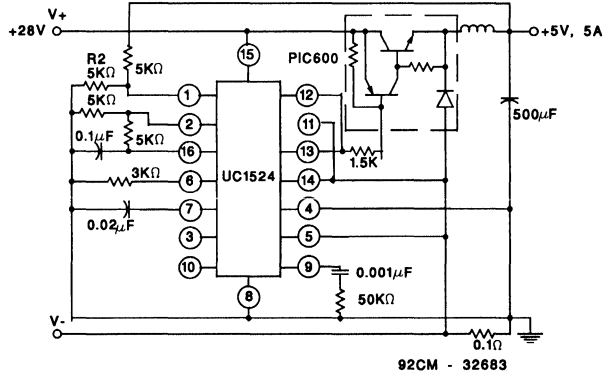 V+
+28V
+5V, 5A
PIC600
R2
5KΩ
5KΩ
5KΩ
5KΩ
0.1μF
3KΩ
0.02μF
15
1
2
16
6
7
3
10
UC1524
12
11
13
14
4
5
9
8
1.5K
500μF
0.001μF
50KΩ
V-
0.1Ω
92CM - 32683